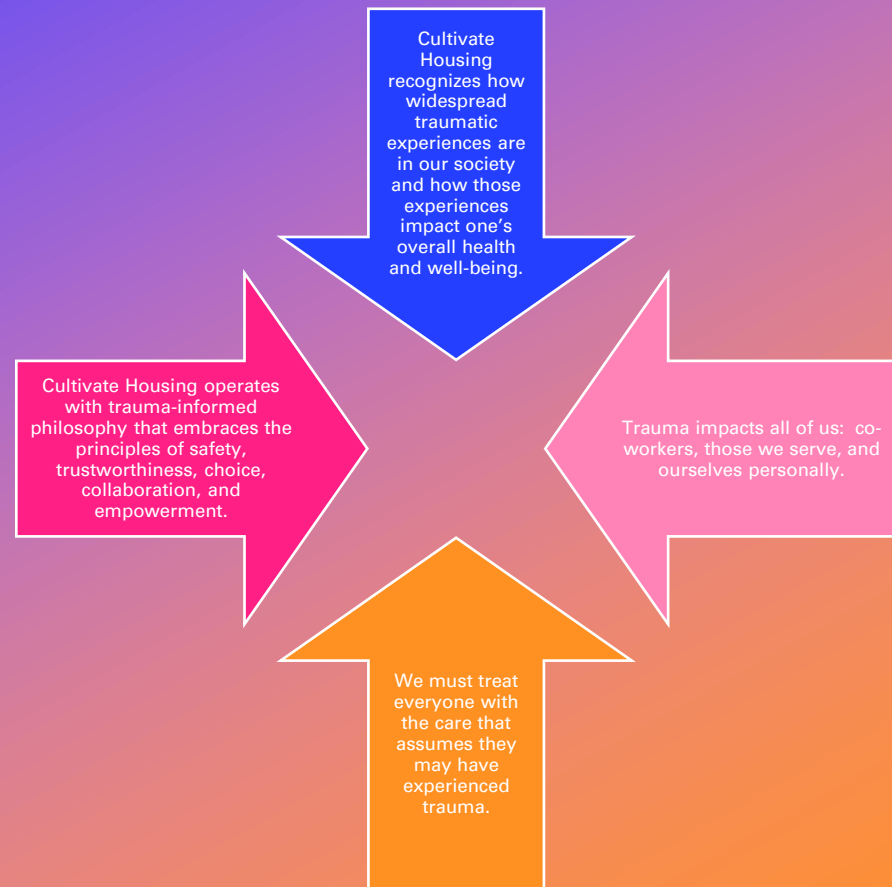 Cultivate
Housing
recognizes how
widespread
traumatic
experiences are
in our society
and how those
experiences
impact one’s
overall health
and well-being.
Cultivate Housing operates
with trauma-informed
philosophy that embraces the
principles of safety,
trustworthiness, choice,
collaboration, and
empowerment.
Trauma impacts all of us:  co-
workers, those we serve, and
ourselves personally.
We must treat
everyone with
the care that
assumes they
may have
experienced
trauma.